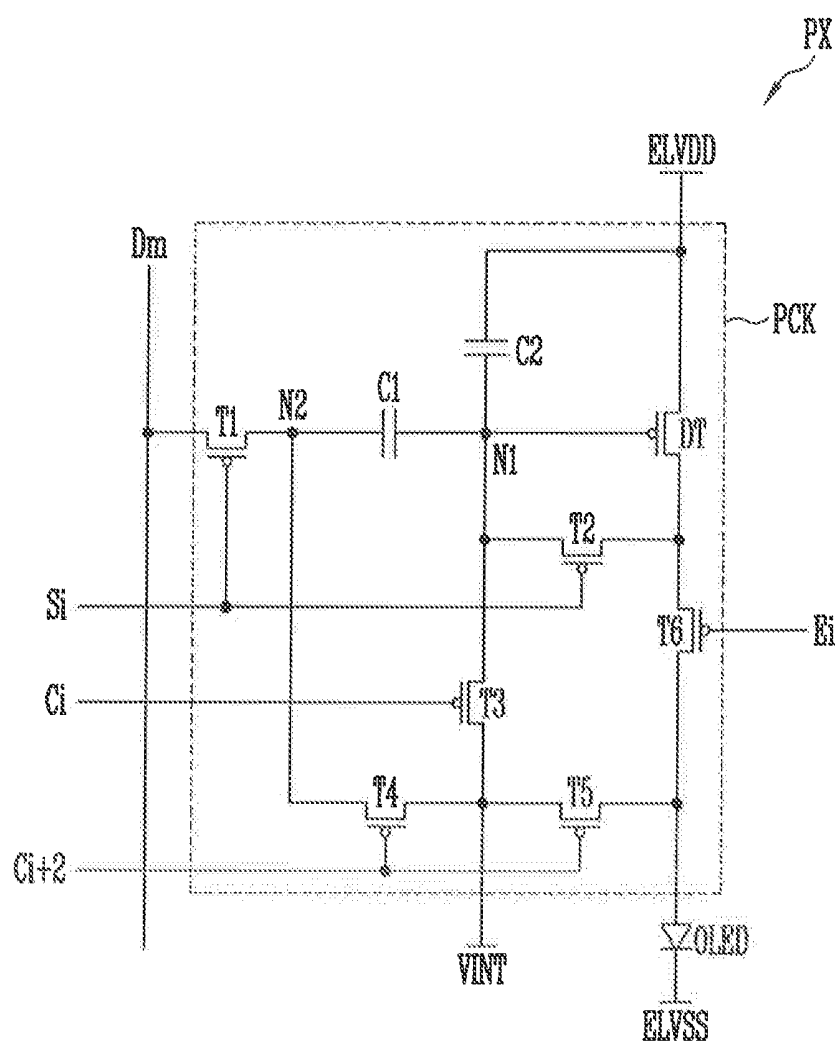 PX
ELVDD
Dm
PCK
C2
C1
N2
T1
DT
N1
T2
Si
T6
Ei
Ci
T3
T4
T5
Ci+2
OLED
VINT
ELVSS